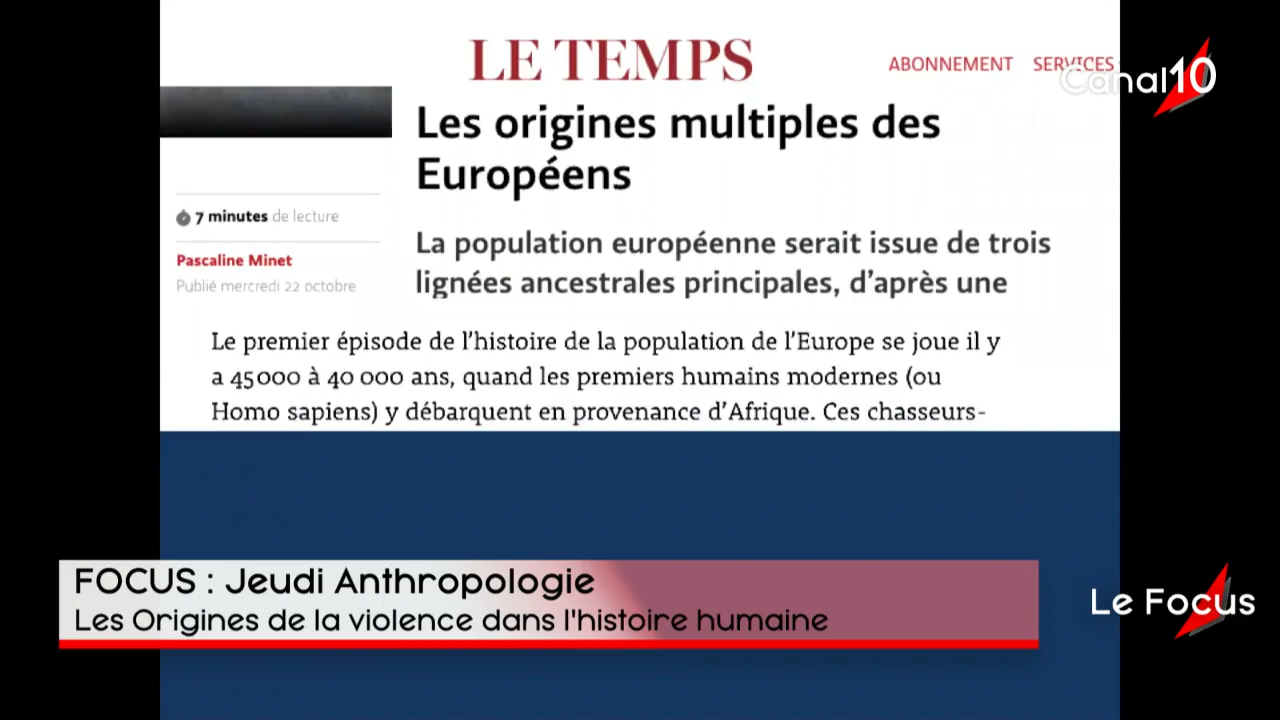 LE TEMPS
ABONNEMENT SERVICES
Canal10
Les origines multiples des
Européens
7 minutes de lecture
Pascaline Minet
Publié mercredi 22 octobre
La population européenne serait issue de trois
lignées ancestrales principales, d’après une
Le premier épisode de l’histoire de la population de l’Europe se joue il y
a 45 000 à 40 000 ans, quand les premiers humains modernes (ou
Homo sapiens) y débarquent en provenance d’Afrique. Ces chasseurs-
FOCUS : Jeudi Anthropologie
Les Origines de la violence dans l'histoire humaine
Le Focus